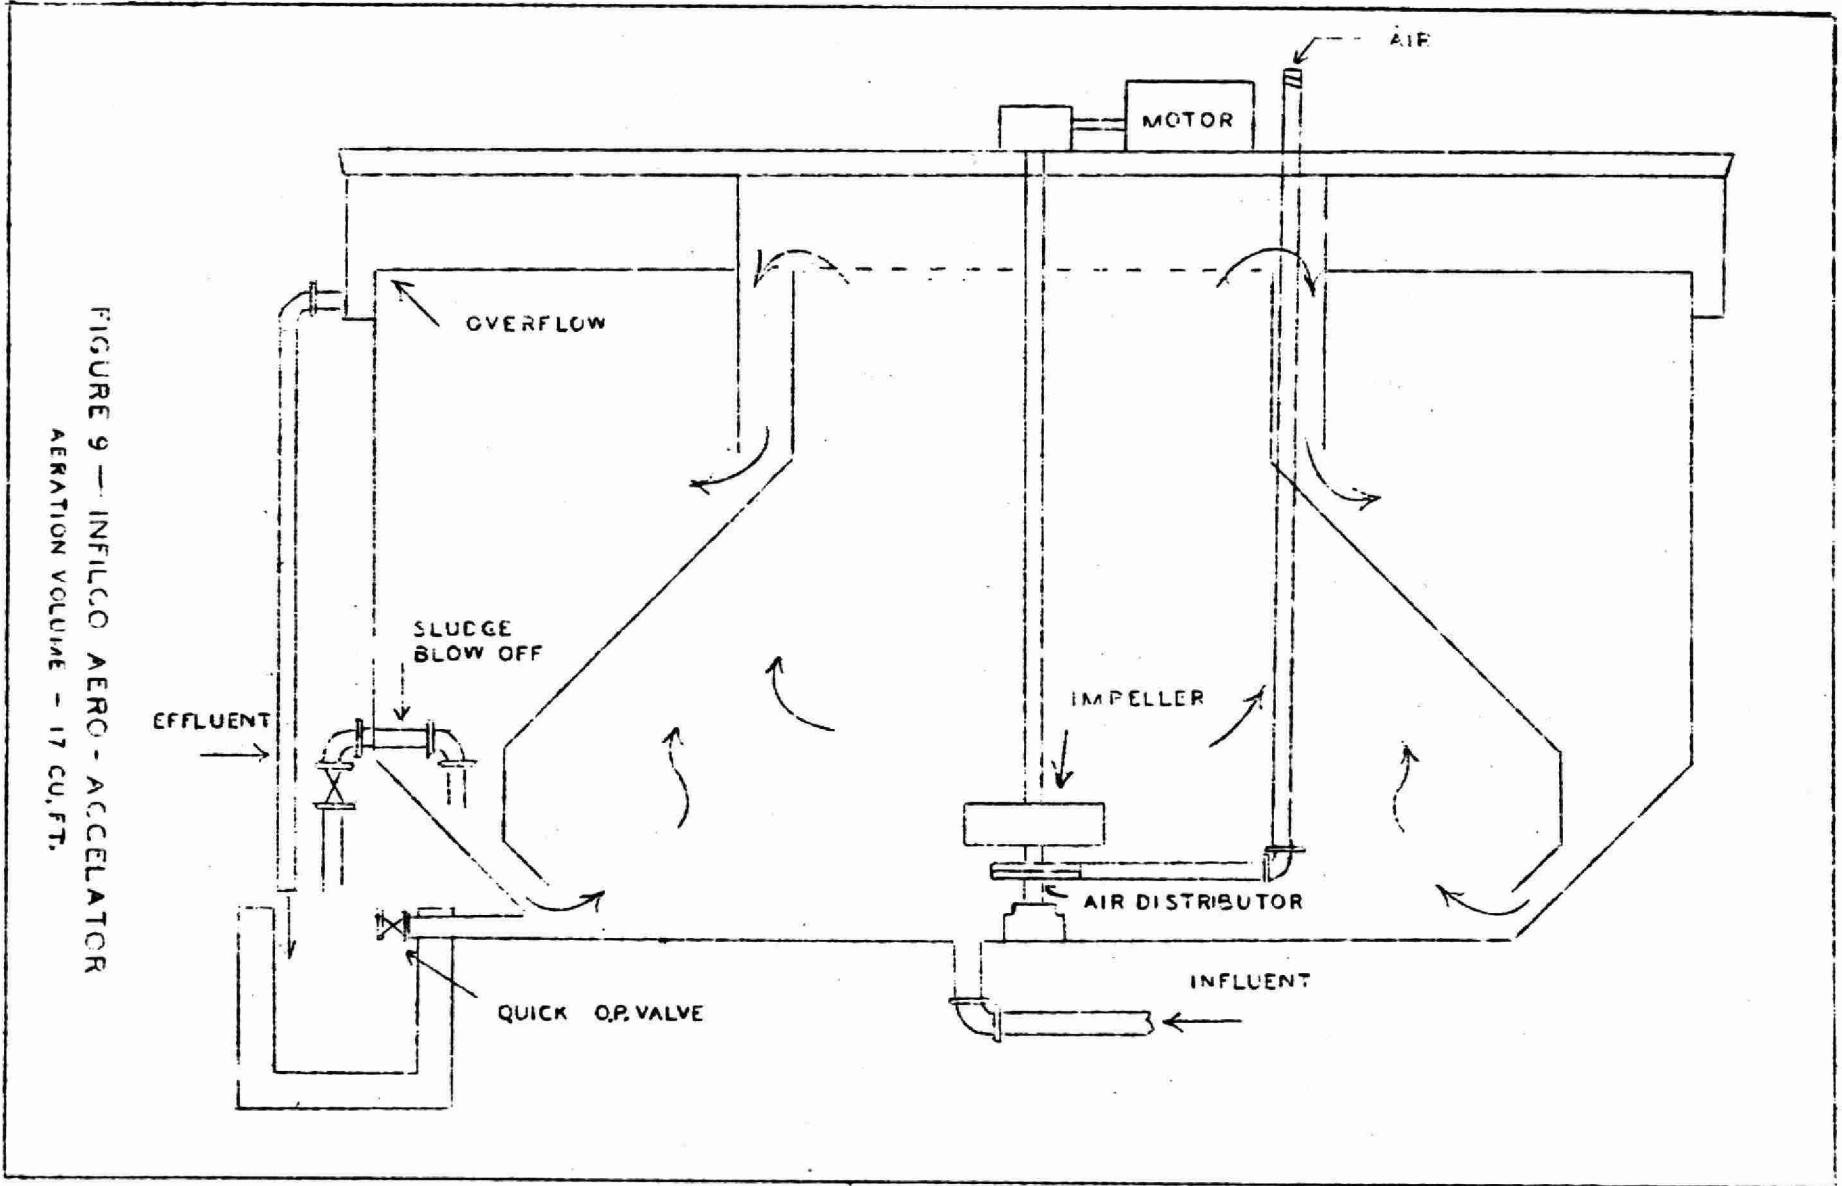 AIR
MOTOR
OVERFLOW
SLUDGE
BLOW OFF
EFFLUENT
IMPELLER
AIR DISTRIBUTOR
INFLUENT
QUICK O.P. VALVE
FIGURE 9 — INFILCO AERO - ACCELATOR
AERATION VOLUME - 17 CU. FT.